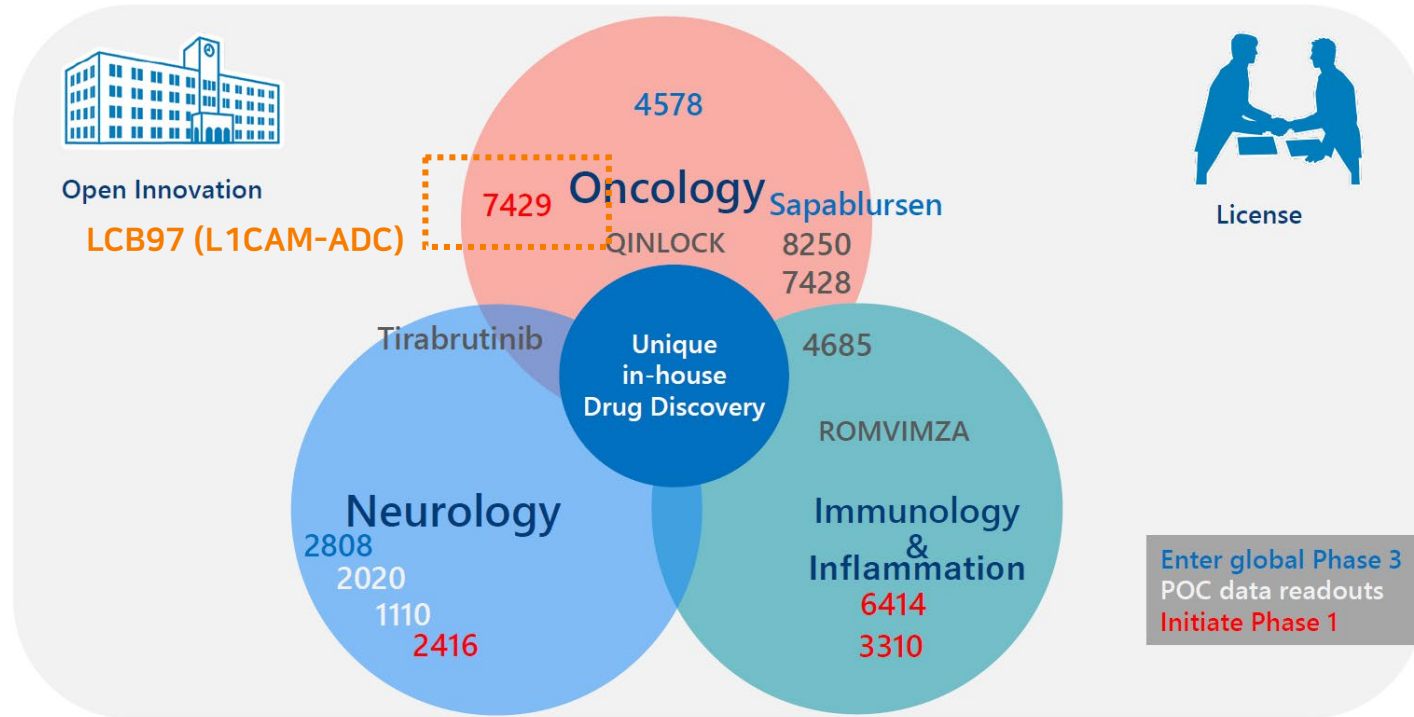 Open Innovation
LCB97 (L1CAM-ADC)
4578
7429
Oncology
Sapablursen
QINLOCK
8250
7428
License
Tirabrutinib
Unique
in-house
Drug Discovery
4685
ROMVIMZA
Neurology
2808
2020
1110
2416
Immunology
&
Inflammation
6414
3310
Enter global Phase 3
POC data readouts
Initiate Phase 1